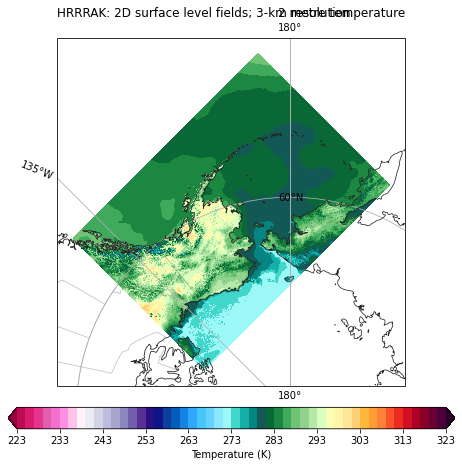 HRRRAK: 2D surface level fields; 3-km resolution
2 metre temperature
180°
135°W
60°N
180°
223 233 243 253 263 273 283 293 303 313 323
Temperature (K)